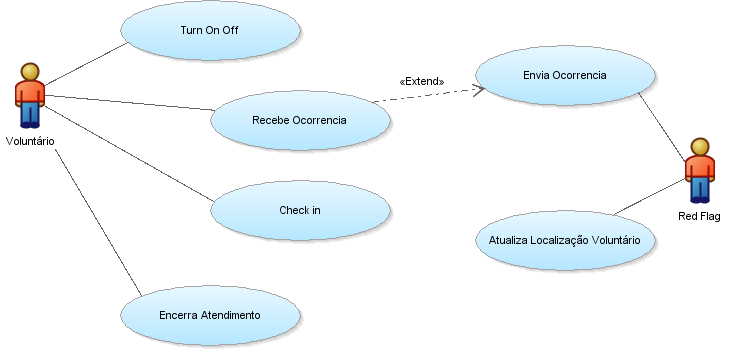 Turn On Off
«Extend»
Envia Ocorrencia
Recebe Ocorrencia
Voluntário
Check in
Red Flag
Atualiza Localização Voluntário
Encerra Atendimento